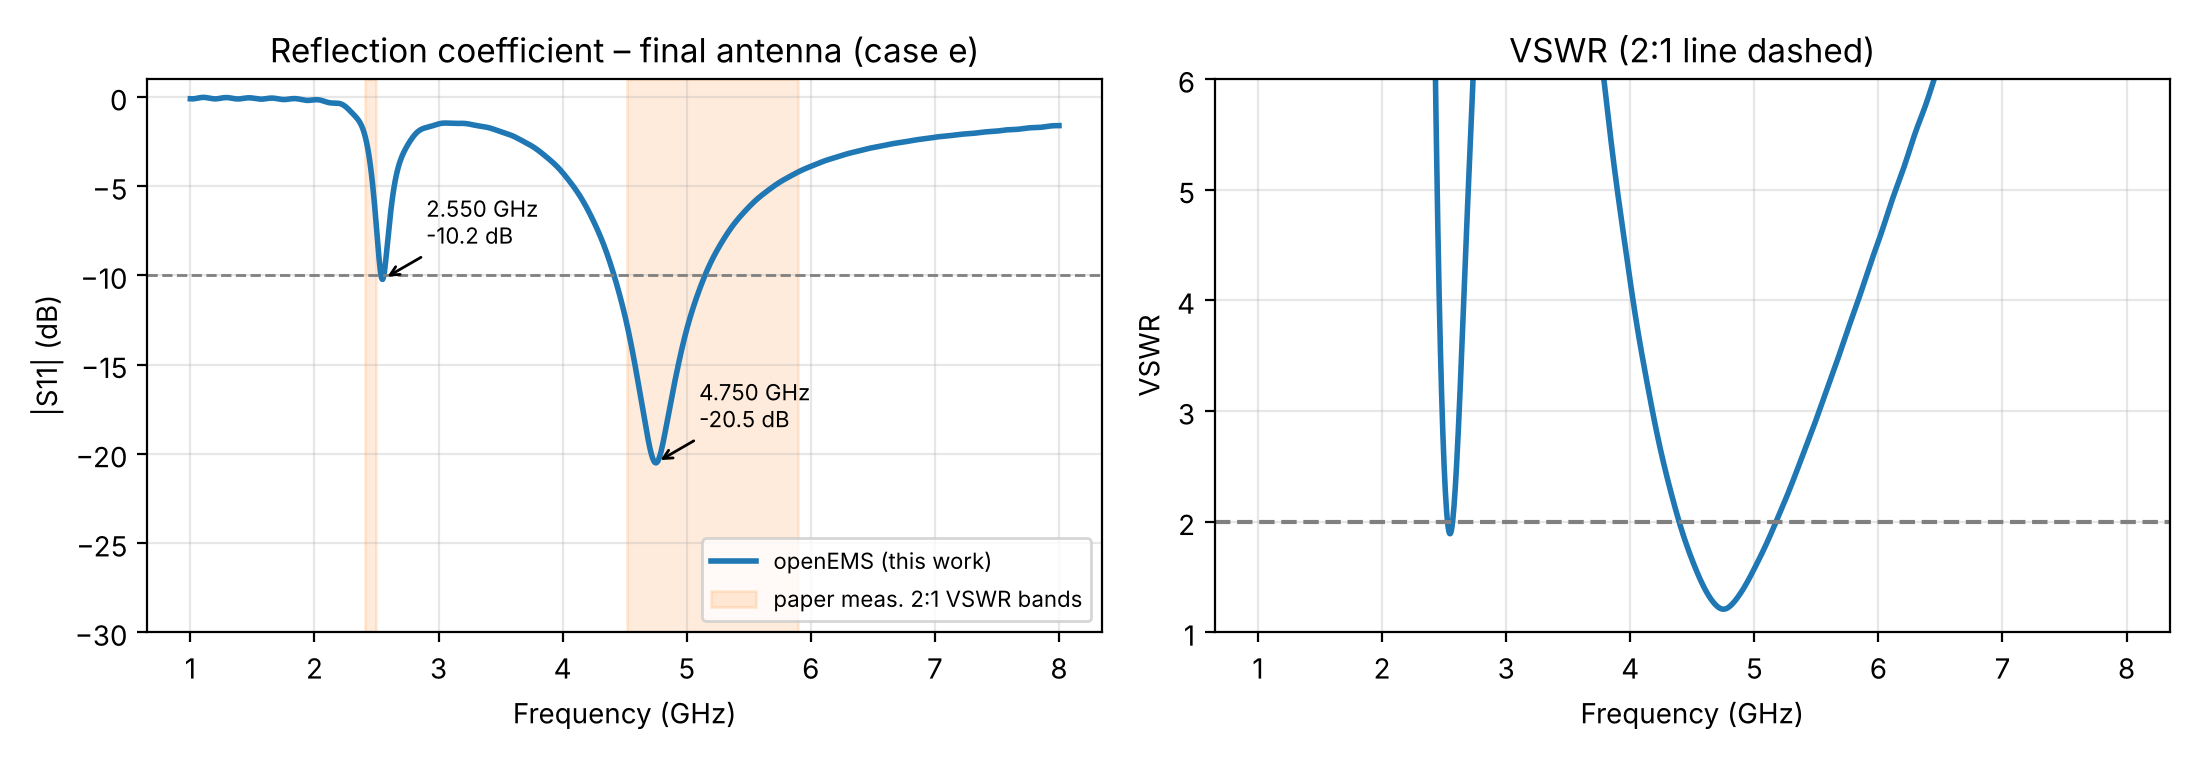 Reflection coefficient – final antenna (case e)
0
−5
−10
−15
−20
−25
−30
|S11| (dB)
2.550 GHz
-10.2 dB
4.750 GHz
-20.5 dB
openEMS (this work)
paper meas. 2:1 VSWR bands
1 2 3 4 5 6 7 8
Frequency (GHz)
VSWR (2:1 line dashed)
6
5
4
3
2
1
VSWR
1 2 3 4 5 6 7 8
Frequency (GHz)